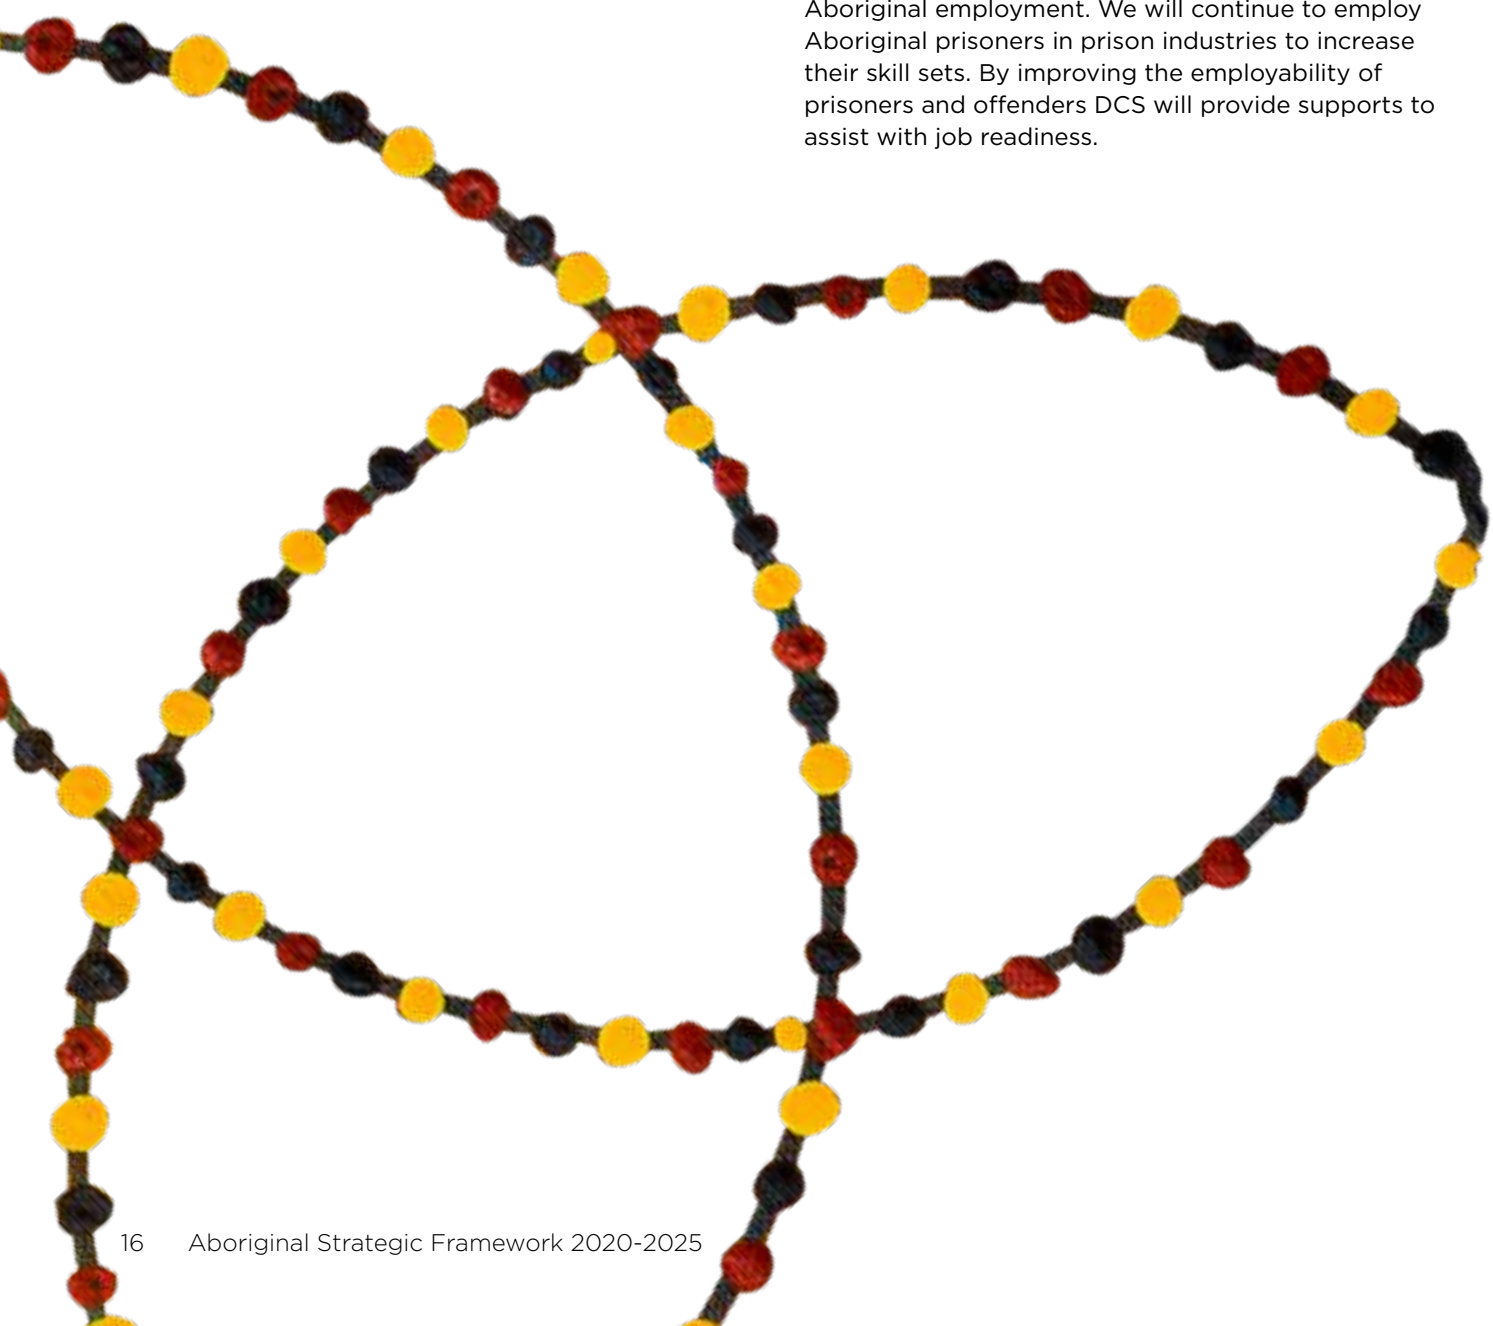 Aboriginal employment. We will continue to employ
Aboriginal prisoners in prison industries to increase
their skill sets. By improving the employability of
prisoners and offenders DCS will provide supports to
assist with job readiness.
16 Aboriginal Strategic Framework 2020-2025